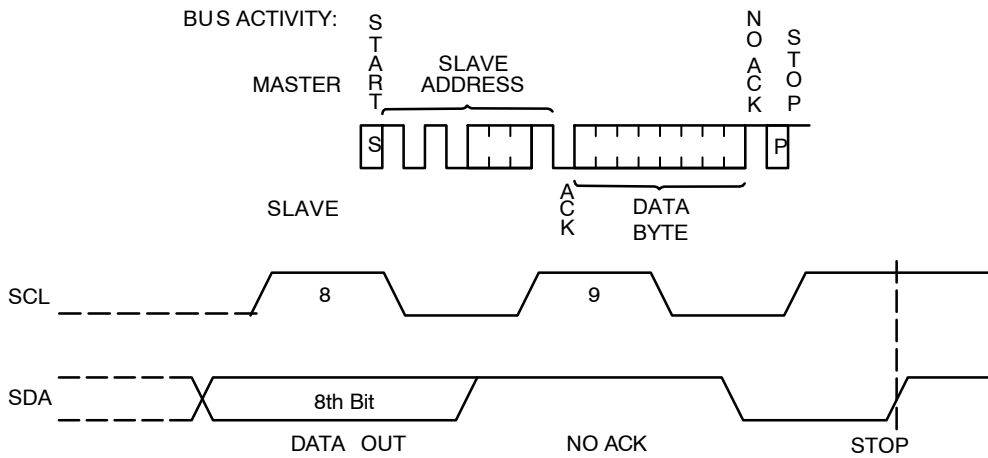 BUS ACTIVITY:
START
NO ACK
STOP
MASTER
SLAVE
ADDRESS
S
P
ACK
SLAVE
DATA
BYTE
SCL
8
9
SDA
8th Bit
DATA OUT
NO ACK
STOP